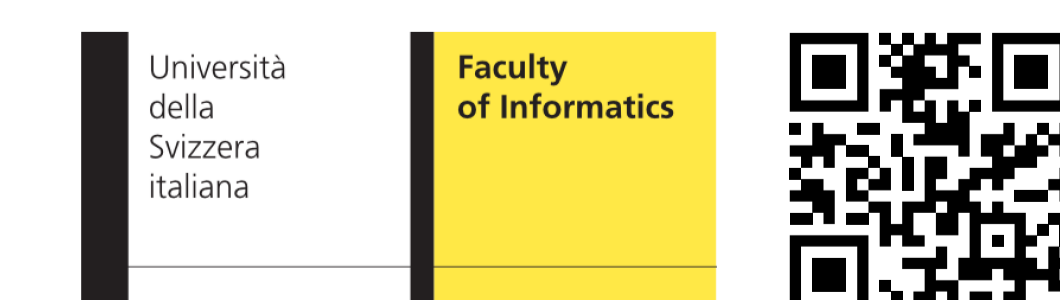 Università
della
Svizzera
italiana
Faculty
of Informatics